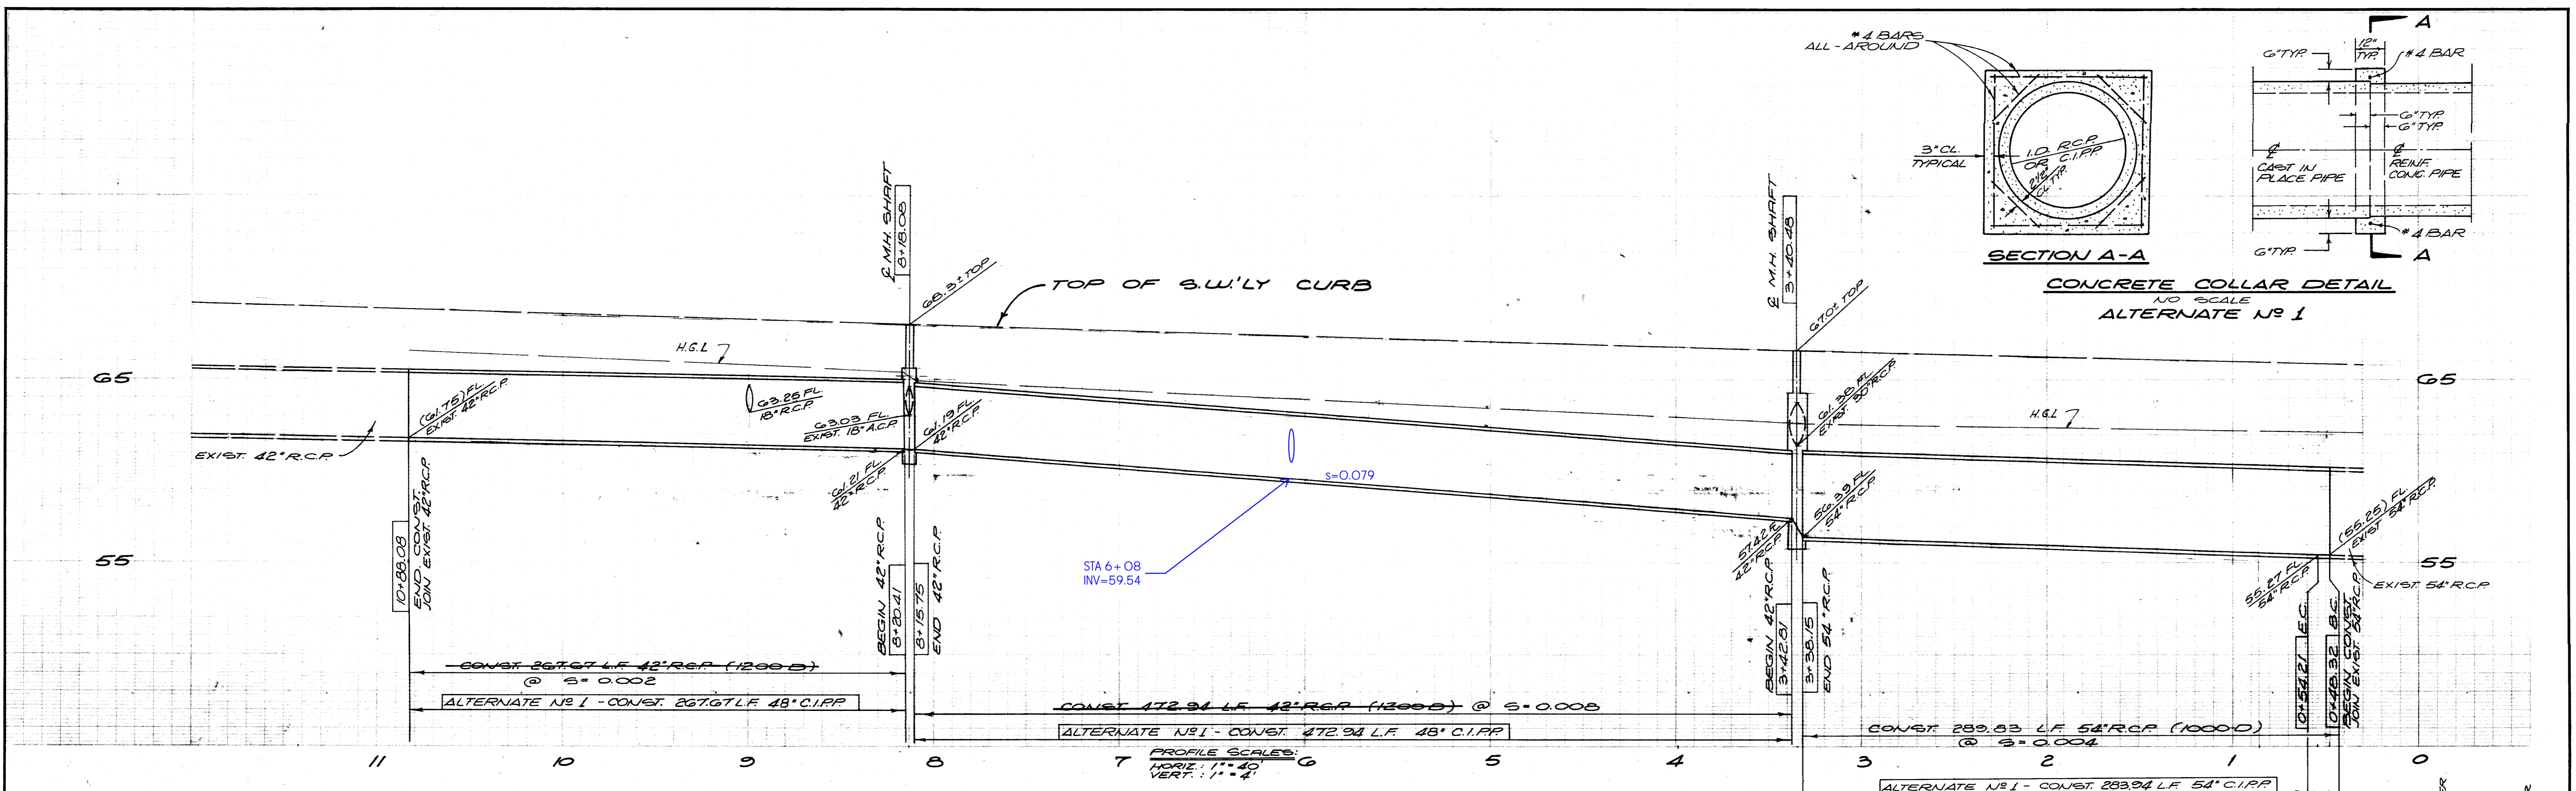 # 4 BARS
ALL-AROUND
3" CL.
TYPICAL
I.D. R.C.P.
OR C.I.P.P.
2½"
CL. TYP.
SECTION A-A
A
12"
TYP.
6" TYP.
# 4 BAR
6" TYP.
6" TYP.
℄
CAST IN
PLACE PIPE
℄
REINF.
CONC. PIPE
# 4 BAR
6" TYP.
A
CONCRETE COLLAR DETAIL
NO SCALE
ALTERNATE Nº 1
℄ M.H. SHAFT
8+18.08
68.3± TOP
TOP OF S.W.'LY CURB
℄ M.H. SHAFT
3+40.48
67.0± TOP
H.G.L
65
65
(61.75) FL.
EXIST. 42" R.C.P.
63.25 FL.
18" R.C.P.
63.03 FL.
EXIST. 18" A.C.P.
61.19 FL.
42" R.C.P.
61.38 FL.
EXIST. 30" R.C.P.
H.G.L
EXIST. 42" R.C.P.
61.21 FL.
42" R.C.P.
s=0.079
STA 6+08
INV=59.54
57.42 FL.
42" R.C.P.
56.39 FL.
54" R.C.P.
(55.25) FL.
EXIST. 54" R.C.P.
55.27 FL.
54" R.C.P.
EXIST. 54" R.C.P.
55
55
10+88.08
END CONST.
JOIN EXIST. 42" R.C.P.
BEGIN 42" R.C.P.
8+20.41
8+15.75
END 42" R.C.P.
BEGIN 42" R.C.P.
3+42.81
3+38.15
END 54" R.C.P.
0+54.21 E.C.
0+48.32 B.C.
BEGIN CONST.
JOIN EXIST. 54" R.C.P.
CONST. 267.67 L.F. 42" R.C.P. (1200-D)
@ S= 0.002
ALTERNATE Nº 1 - CONST. 267.67 L.F. 48" C.I.P.P.
CONST. 472.94 L.F. 42" R.C.P. (1200-D) @ S= 0.008
ALTERNATE Nº 1 - CONST. 472.94 L.F. 48" C.I.P.P.
CONST. 289.83 L.F. 54" R.C.P. (1000-D)
@ S= 0.004
11 10 9 8 7 6 5 4 3 2 1 0
PROFILE SCALES:
HORIZ.: 1" = 40'
VERT.: 1" = 4'
ALTERNATE Nº 1 - CONST. 283.94 L.F. 54" C.I.P.P.